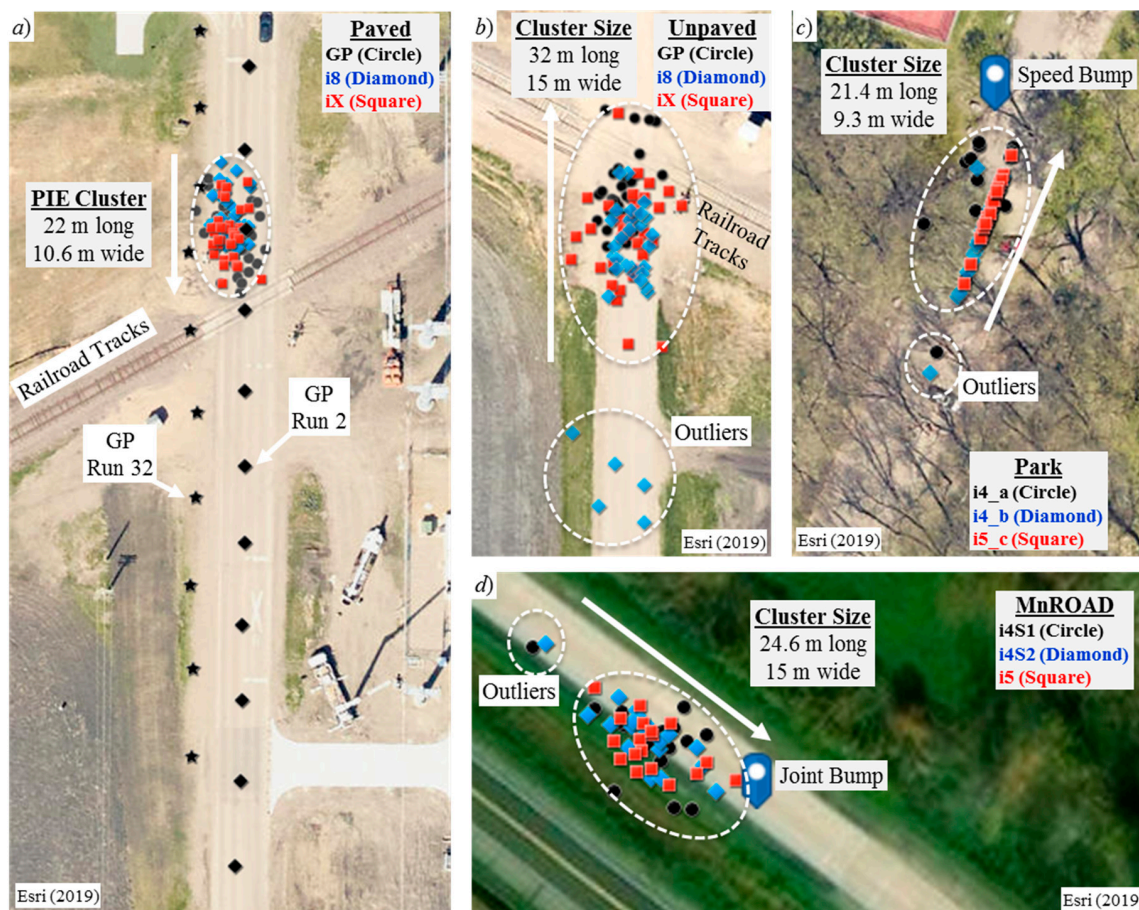 a)
Paved
GP (Circle)
i8 (Diamond)
iX (Square)
PIE Cluster
22 m long
10.6 m wide
Railroad Tracks
GP
Run 2
GP
Run 32
Esri (2019)
b)
Cluster Size
32 m long
15 m wide
Unpaved
GP (Circle)
i8 (Diamond)
iX (Square)
Railroad
Tracks
Outliers
Esri (2019)
c)
Cluster Size
21.4 m long
9.3 m wide
Speed Bump
Outliers
Park
i4_a (Circle)
i4_b (Diamond)
i5_c (Square)
Esri (2019)
d)
Cluster Size
24.6 m long
15 m wide
MnROAD
i4S1 (Circle)
i4S2 (Diamond)
i5 (Square)
Outliers
Joint Bump
Esri (2019)